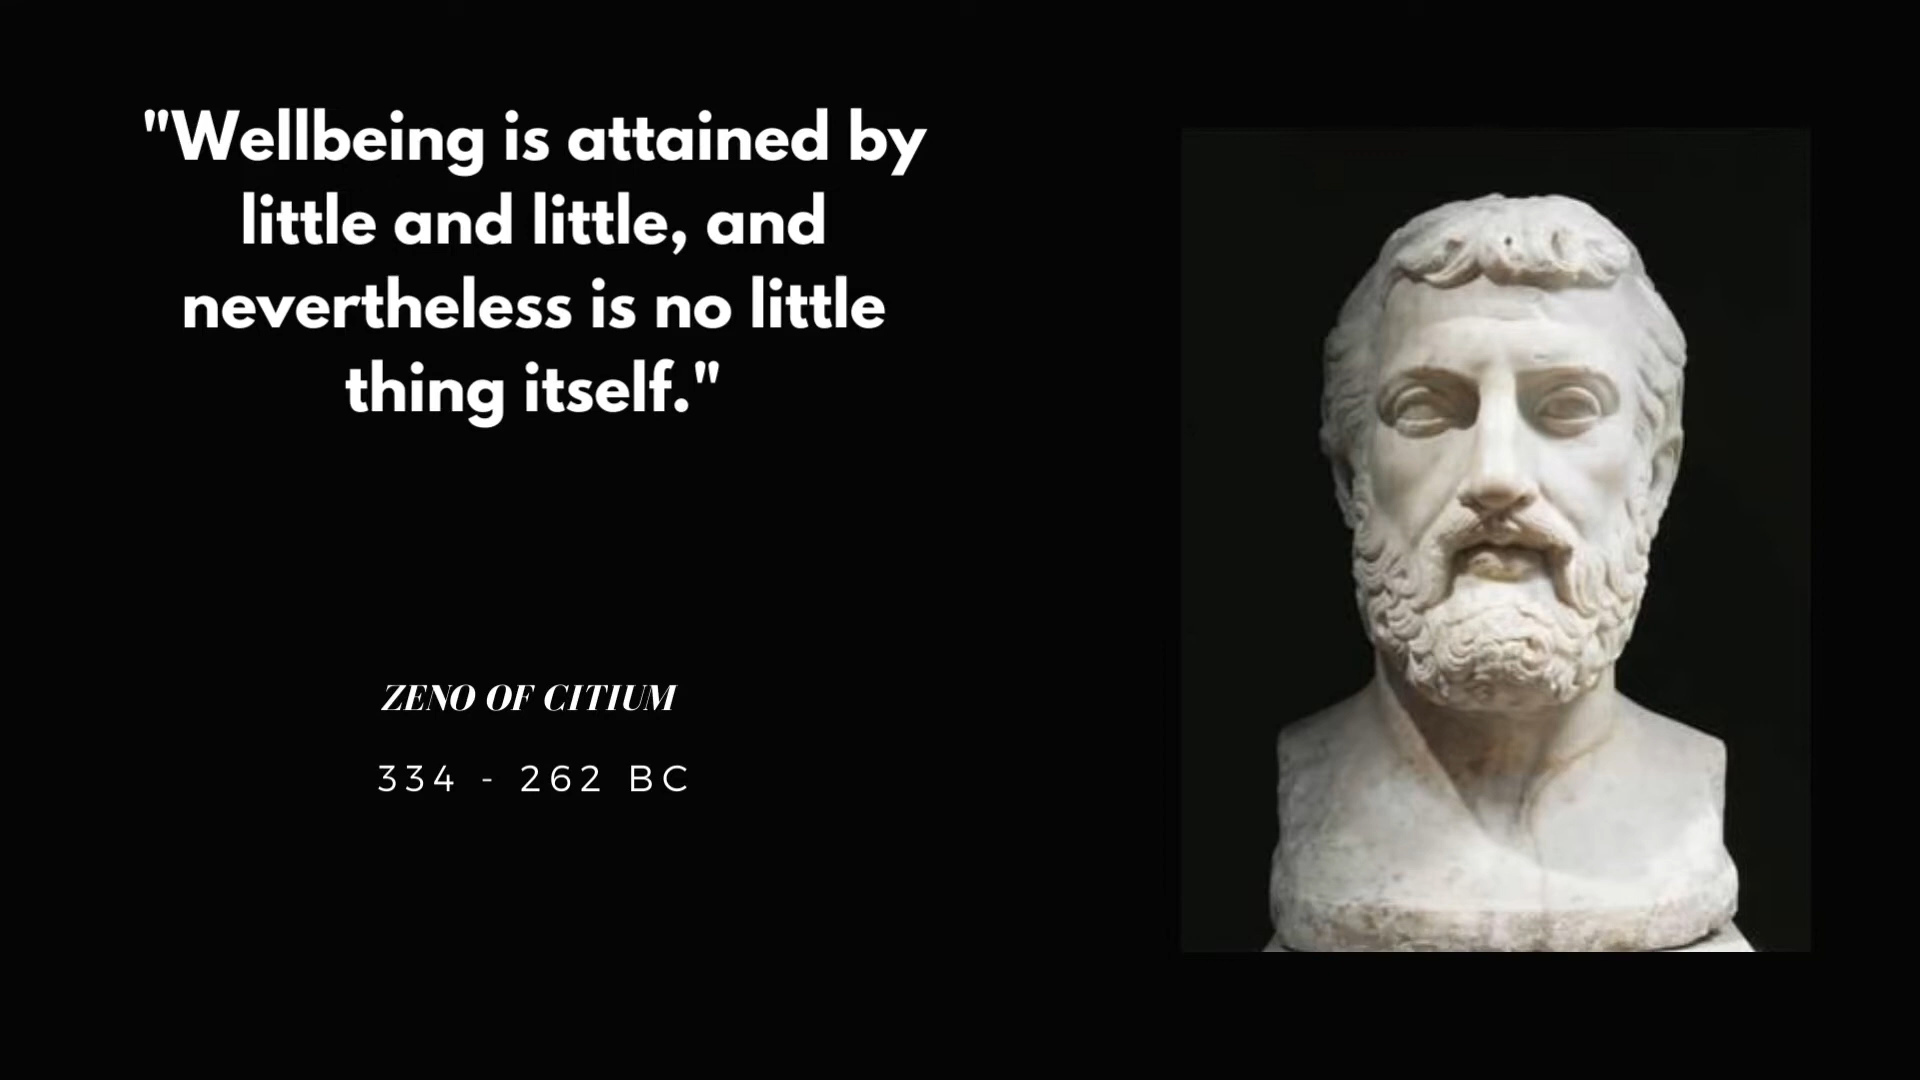 "Wellbeing is attained by
little and little, and
nevertheless is no little
thing itself."
ZENO OF CITIUM
334 - 262 BC